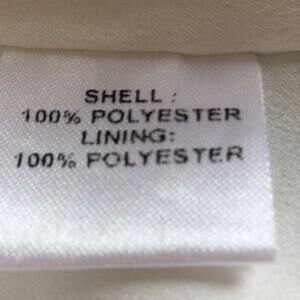 SHELL :
100% POLYESTER
LINING:
100% POLYESTER